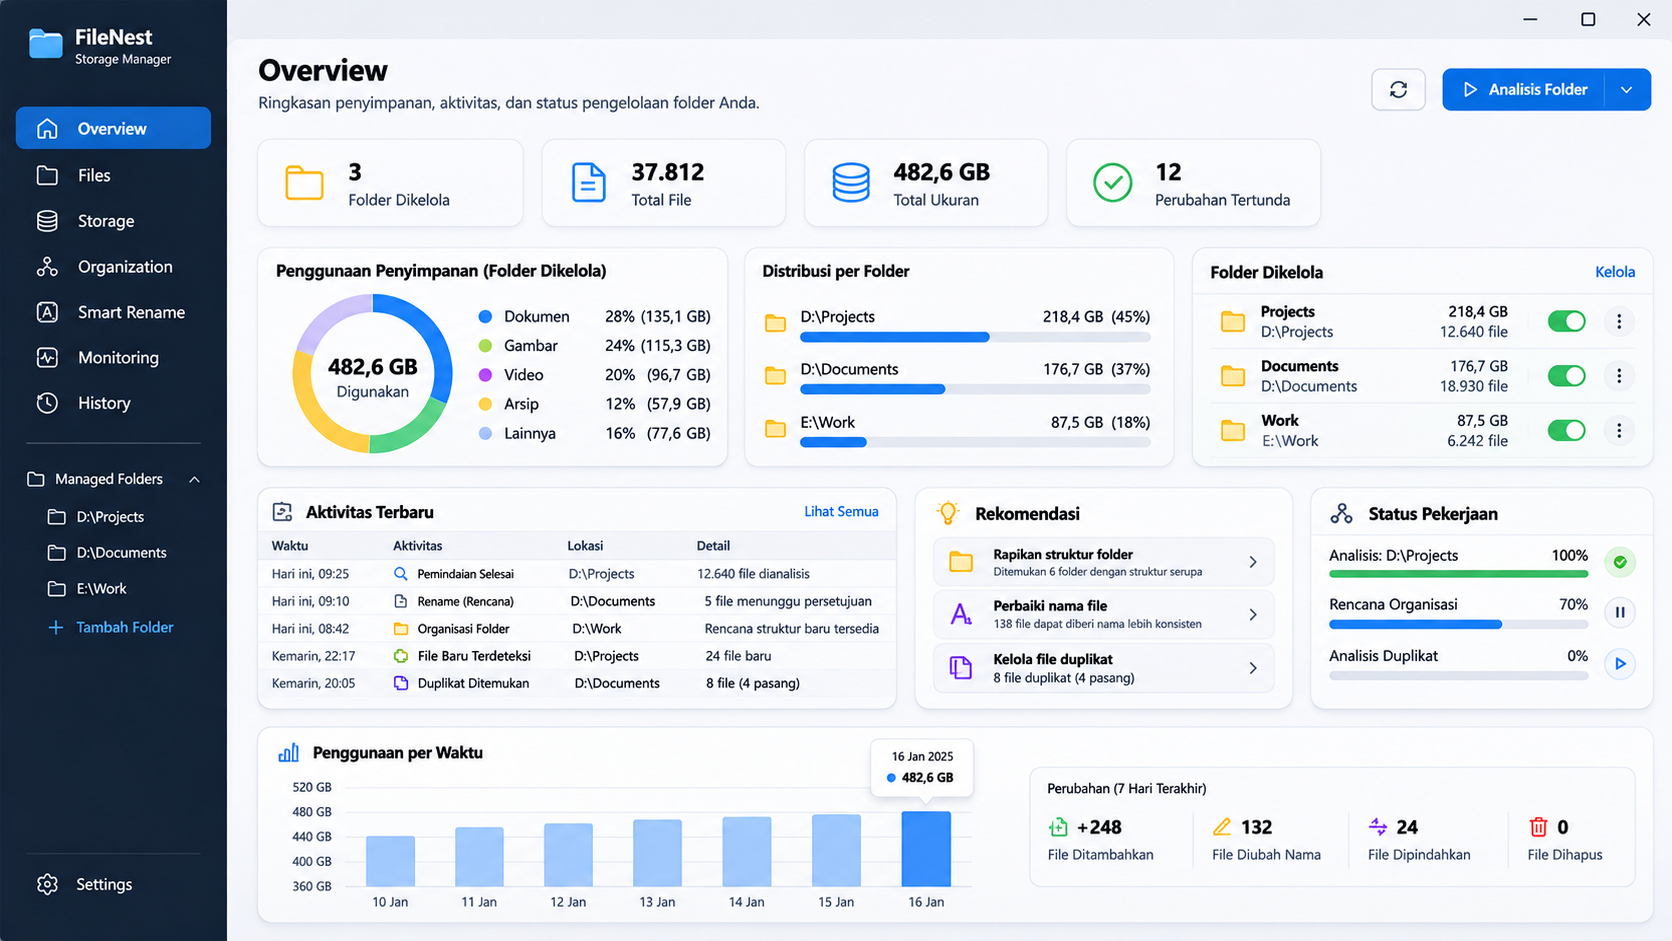 FileNest
Storage Manager
Overview
Files
Storage
Organization
Smart Rename
Monitoring
History
Managed Folders
D:\Projects
D:\Documents
E:\Work
Tambah Folder
Settings
Overview
Ringkasan penyimpanan, aktivitas, dan status pengelolaan folder Anda.
Analisis Folder
3
Folder Dikelola
37.812
Total File
482,6 GB
Total Ukuran
12
Perubahan Tertunda
Penggunaan Penyimpanan (Folder Dikelola)
482,6 GB
Digunakan
Dokumen 28% (135,1 GB)
Gambar 24% (115,3 GB)
Video 20% (96,7 GB)
Arsip 12% (57,9 GB)
Lainnya 16% (77,6 GB)
Distribusi per Folder
D:\Projects 218,4 GB (45%)
D:\Documents 176,7 GB (37%)
E:\Work 87,5 GB (18%)
Folder Dikelola Kelola
Projects 218,4 GB
D:\Projects 12.640 file
Documents 176,7 GB
D:\Documents 18.930 file
Work 87,5 GB
E:\Work 6.242 file
Aktivitas Terbaru Lihat Semua
Waktu Aktivitas Lokasi Detail
Hari ini, 09:25 Pemindaian Selesai D:\Projects 12.640 file dianalisis
Hari ini, 09:10 Rename (Rencana) D:\Documents 5 file menunggu persetujuan
Hari ini, 08:42 Organisasi Folder D:\Work Rencana struktur baru tersedia
Kemarin, 22:17 File Baru Terdeteksi D:\Projects 24 file baru
Kemarin, 20:05 Duplikat Ditemukan D:\Documents 8 file (4 pasang)
Rekomendasi
Rapikan struktur folder
Ditemukan 6 folder dengan struktur serupa
Perbaiki nama file
138 file dapat diberi nama lebih konsisten
Kelola file duplikat
8 file duplikat (4 pasang)
Status Pekerjaan
Analisis: D:\Projects 100%
Rencana Organisasi 70%
Analisis Duplikat 0%
Penggunaan per Waktu
16 Jan 2025
482,6 GB
520 GB
480 GB
440 GB
400 GB
360 GB
10 Jan 11 Jan 12 Jan 13 Jan 14 Jan 15 Jan 16 Jan
Perubahan (7 Hari Terakhir)
+248
File Ditambahkan
132
File Diubah Nama
24
File Dipindahkan
0
File Dihapus